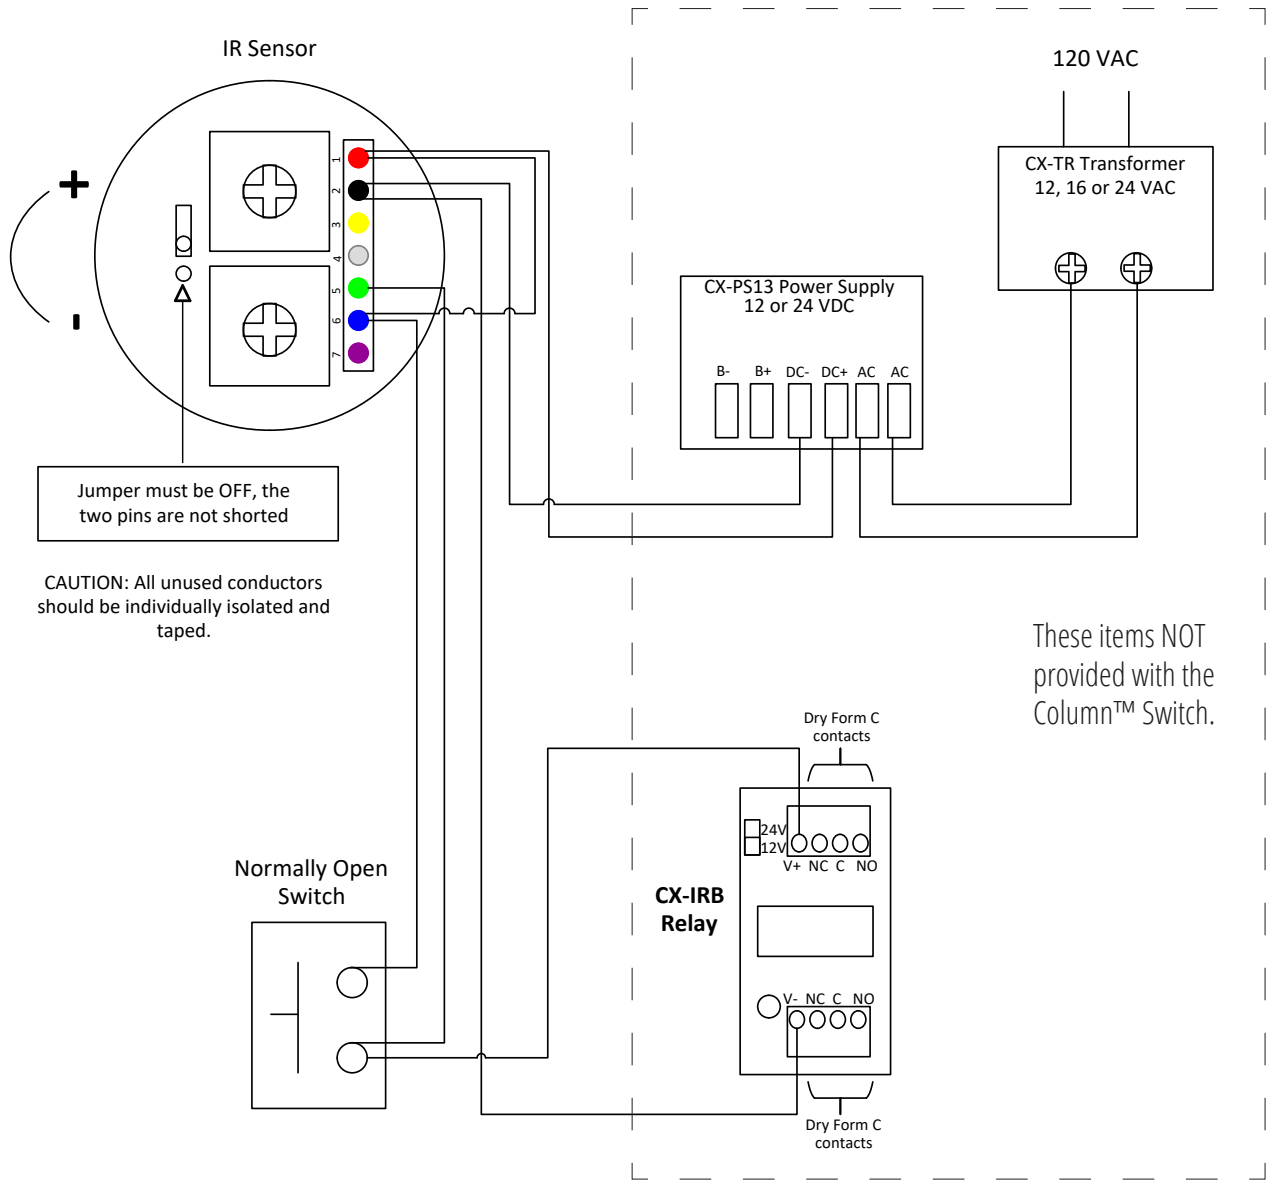 IR Sensor
120 VAC
CX-TR Transformer
12, 16 or 24 VAC
+
-
1
2
3
4
5
6
7
CX-PS13 Power Supply
12 or 24 VDC
B- B+ DC- DC+ AC AC
Jumper must be OFF, the
two pins are not shorted
CAUTION: All unused conductors
should be individually isolated and
taped.
These items NOT
provided with the
Column™ Switch.
Dry Form C
contacts
24V
12V
V+ NC C NO
Normally Open
Switch
CX-IRB
Relay
V- NC C NO
Dry Form C
contacts